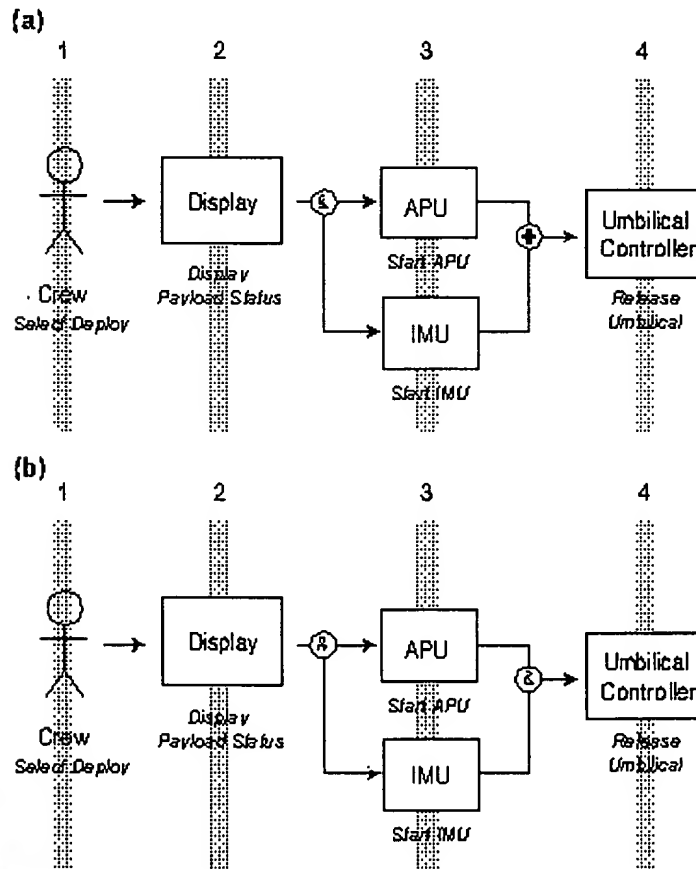 (a)
1 2 3 4
Display
APU
Umbilical
Controller
Start APU
Crew
Select Deploy
Display
Payload Status
IMU
Release
Umbilical
Start IMU
(b)
1 2 3 4
Display
APU
Umbilical
Controller
Start APU
Crew
Select Deploy
Display
Payload Status
IMU
Release
Umbilical
Start IMU